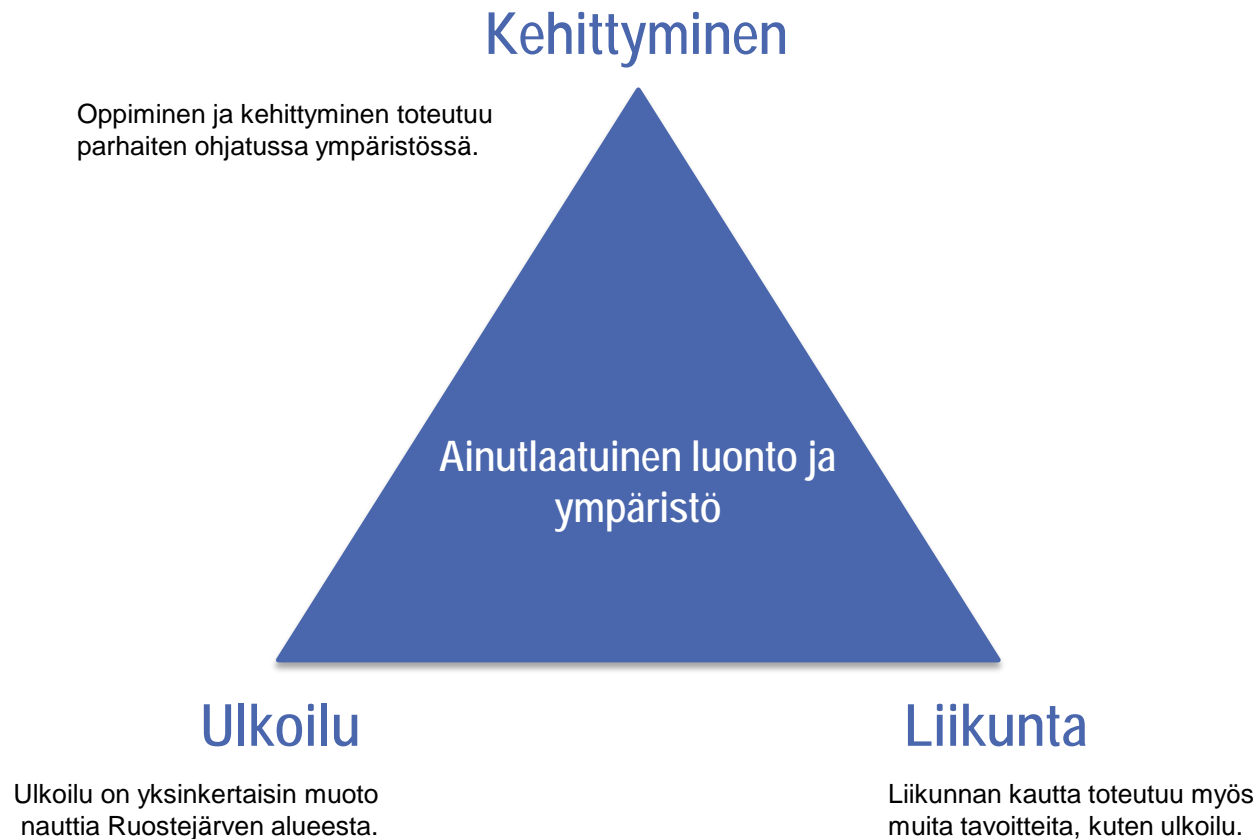 Kehittyminen
Oppiminen ja kehittyminen toteutuu
parhaiten ohjatussa ympäristössä.
Ainutlaatuinen luonto ja
ympäristö
Ulkoilu
Ulkoilu on yksinkertaisin muoto
nauttia Ruostejärven alueesta.
Liikunta
Liikunnan kautta toteutuu myös
muita tavoitteita, kuten ulkoilu.